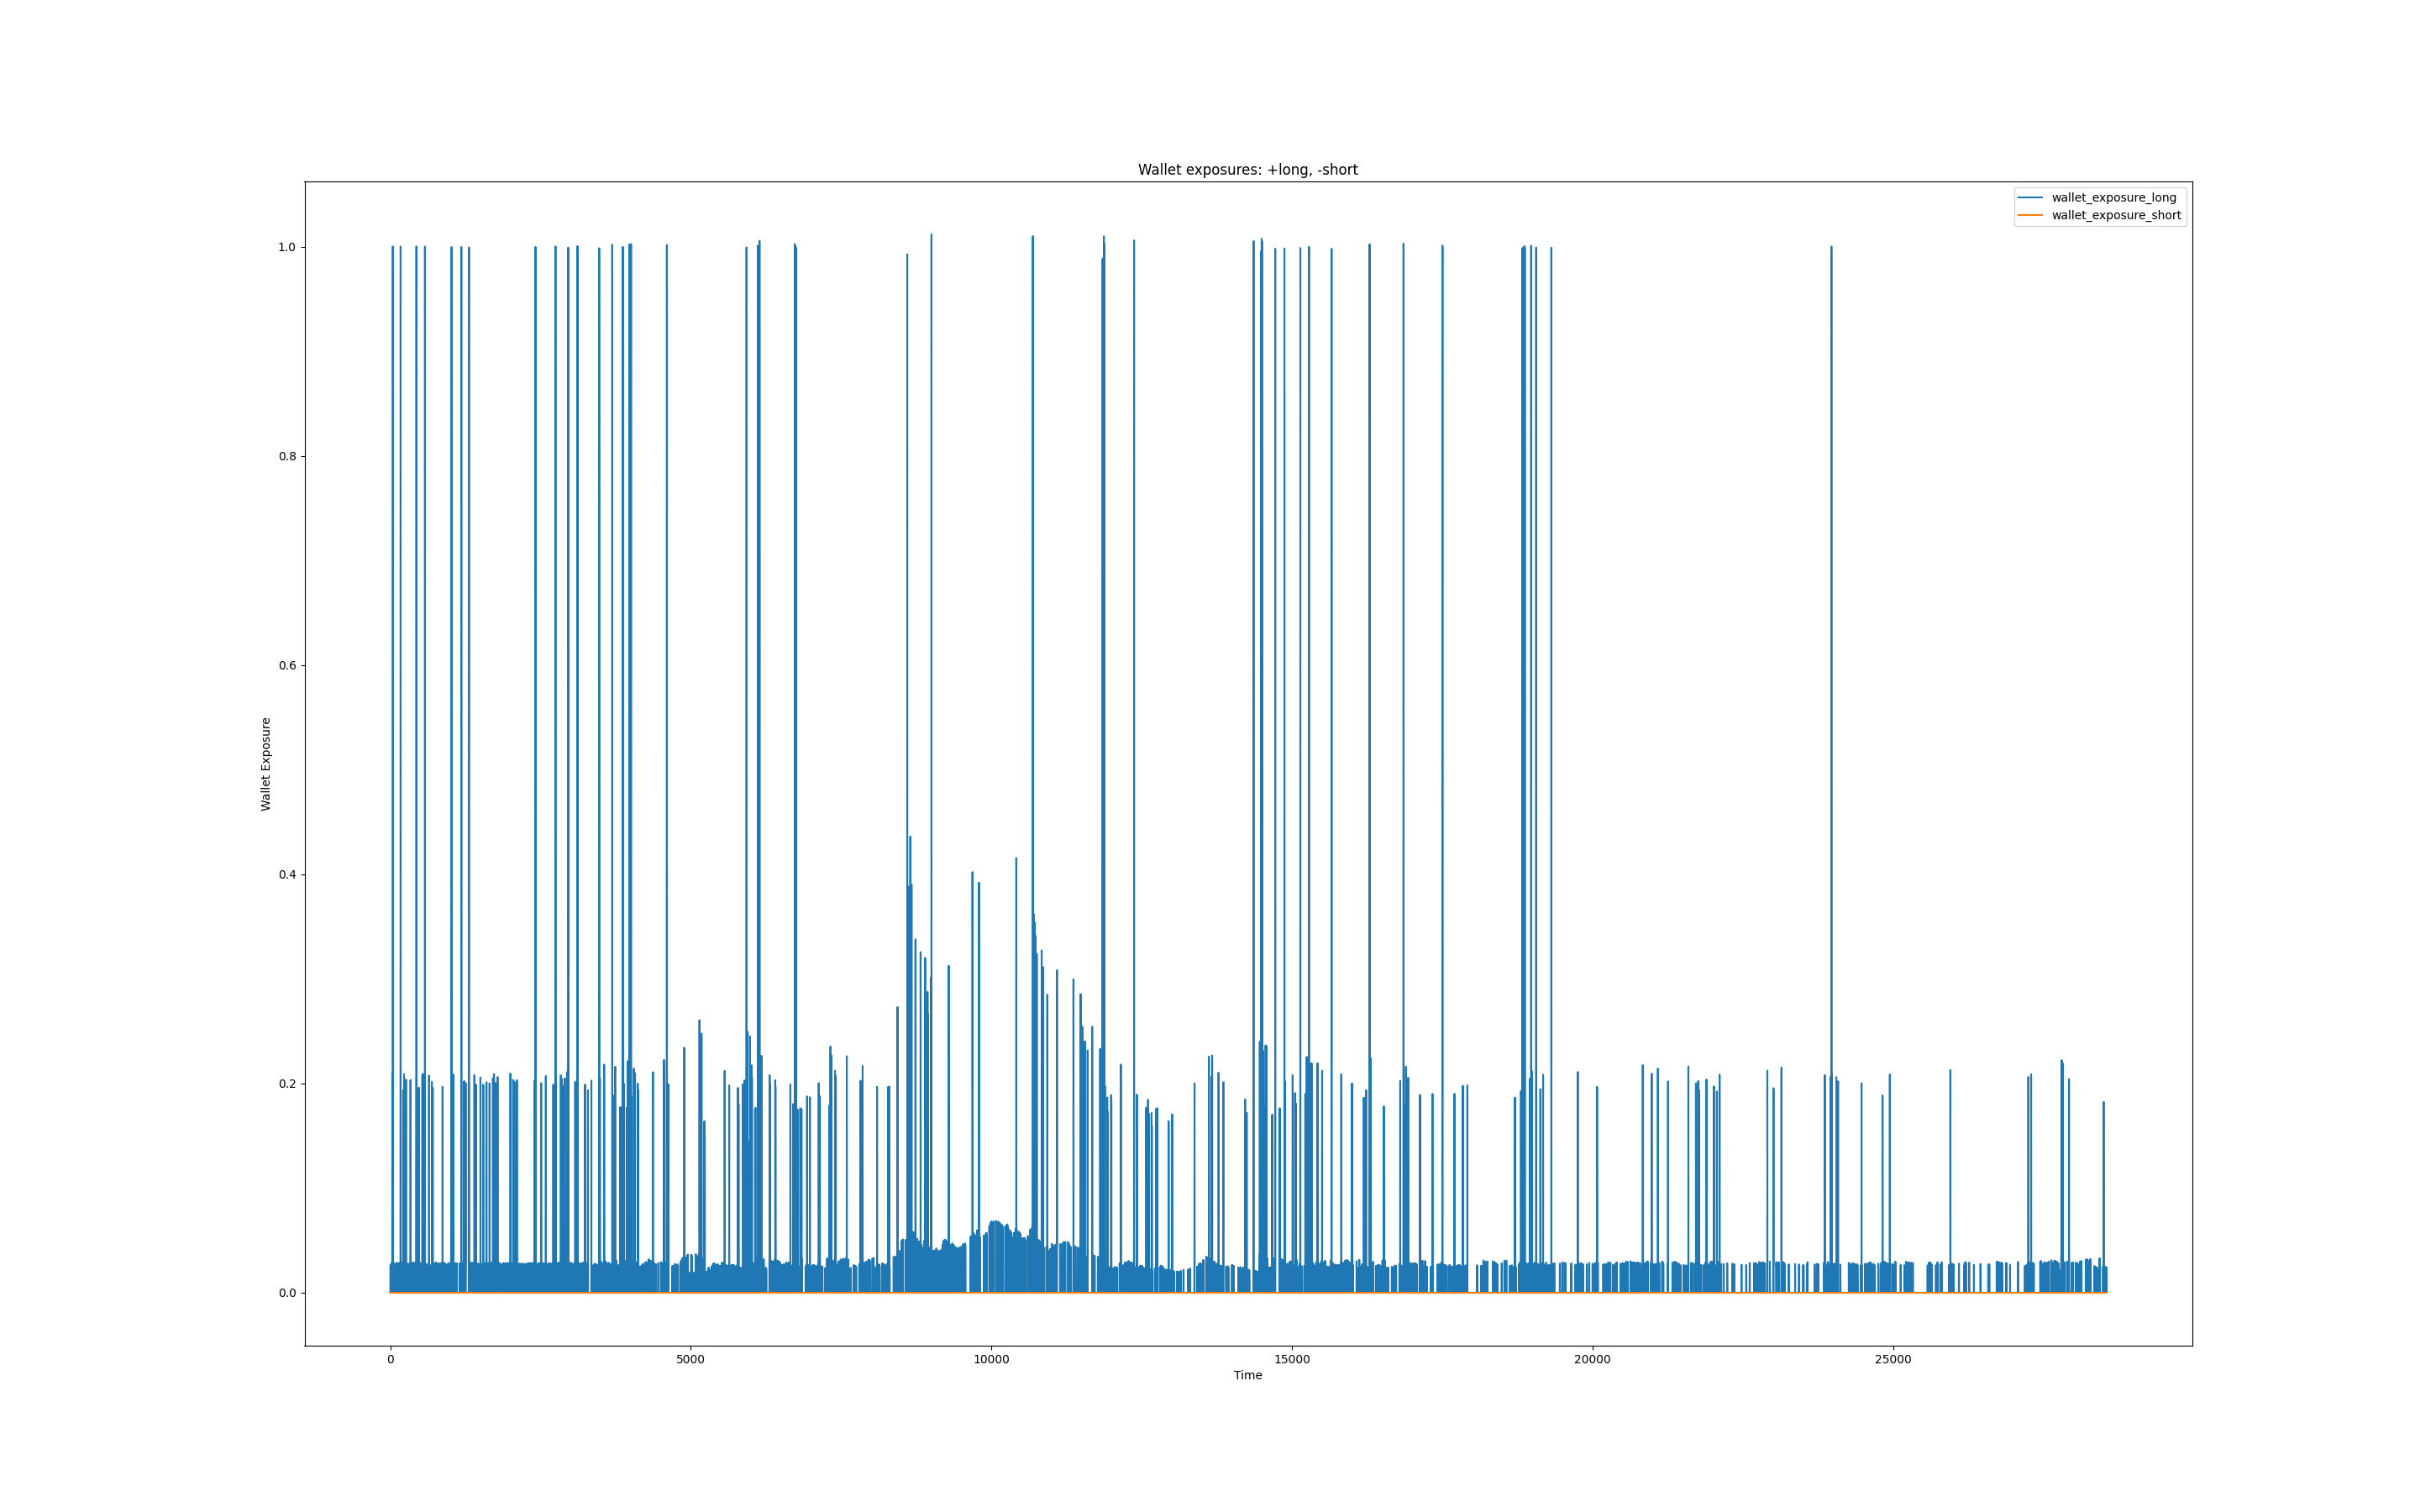 Wallet exposures: +long, -short
wallet_exposure_long
wallet_exposure_short
1.0
0.8
0.6
0.4
0.2
0.0
Wallet Exposure
0 5000 10000 15000 20000 25000
Time